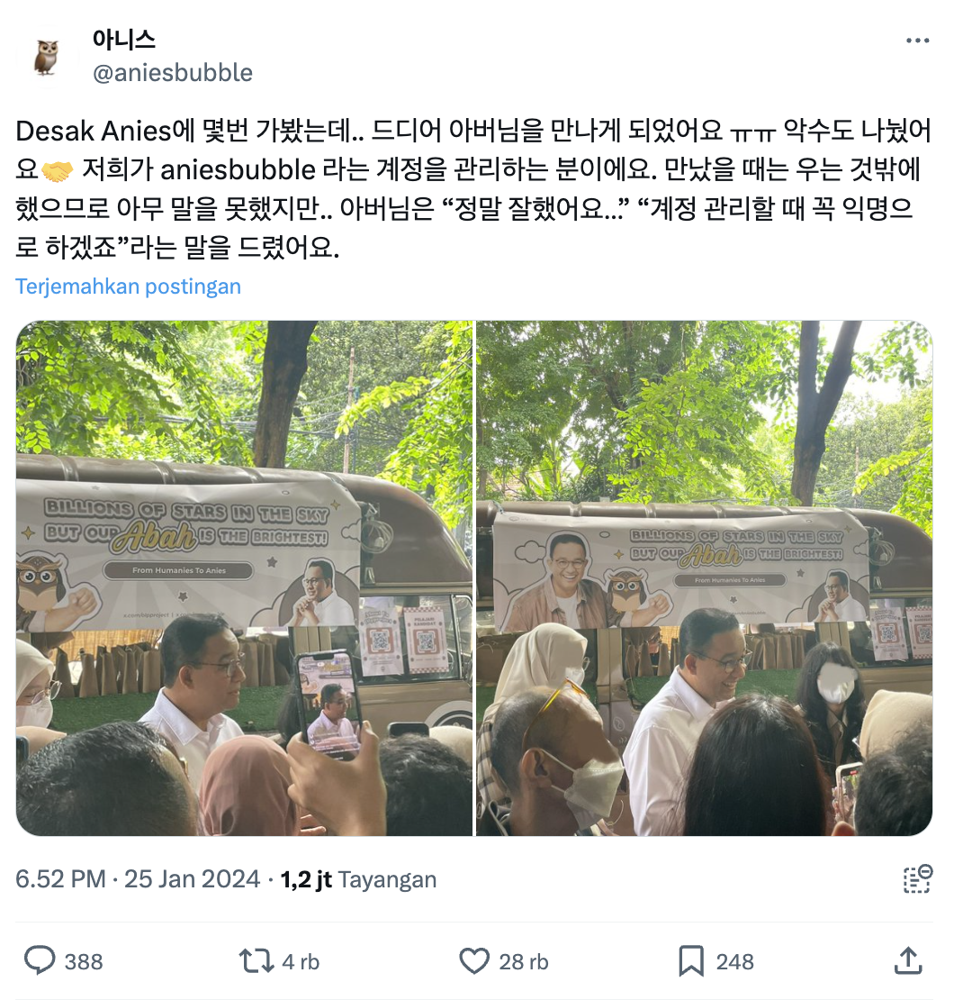 아니스
@aniesbubble
Desak Anies에 몇번 가봤는데.. 드디어 아버님을 만나게 되었어요 ㅠㅠ 악수도 나눴어
요🤝 저희가 aniesbubble 라는 계정을 관리하는 분이에요. 만났을 때는 우는 것밖에
했으므로 아무 말을 못했지만.. 아버님은 “정말 잘했어요...” “계정 관리할 때 꼭 익명으
로 하겠죠”라는 말을 드렸어요.
Terjemahkan postingan
BILLIONS OF STARS IN THE SKY
BUT OUR Abah IS THE BRIGHTEST!
From Humanies To Anies
BILLIONS OF STARS IN THE SKY
BUT OUR Abah IS THE BRIGHTEST!
From Humanies To Anies
6.52 PM · 25 Jan 2024 · 1,2 jt Tayangan
388
4 rb
28 rb
248